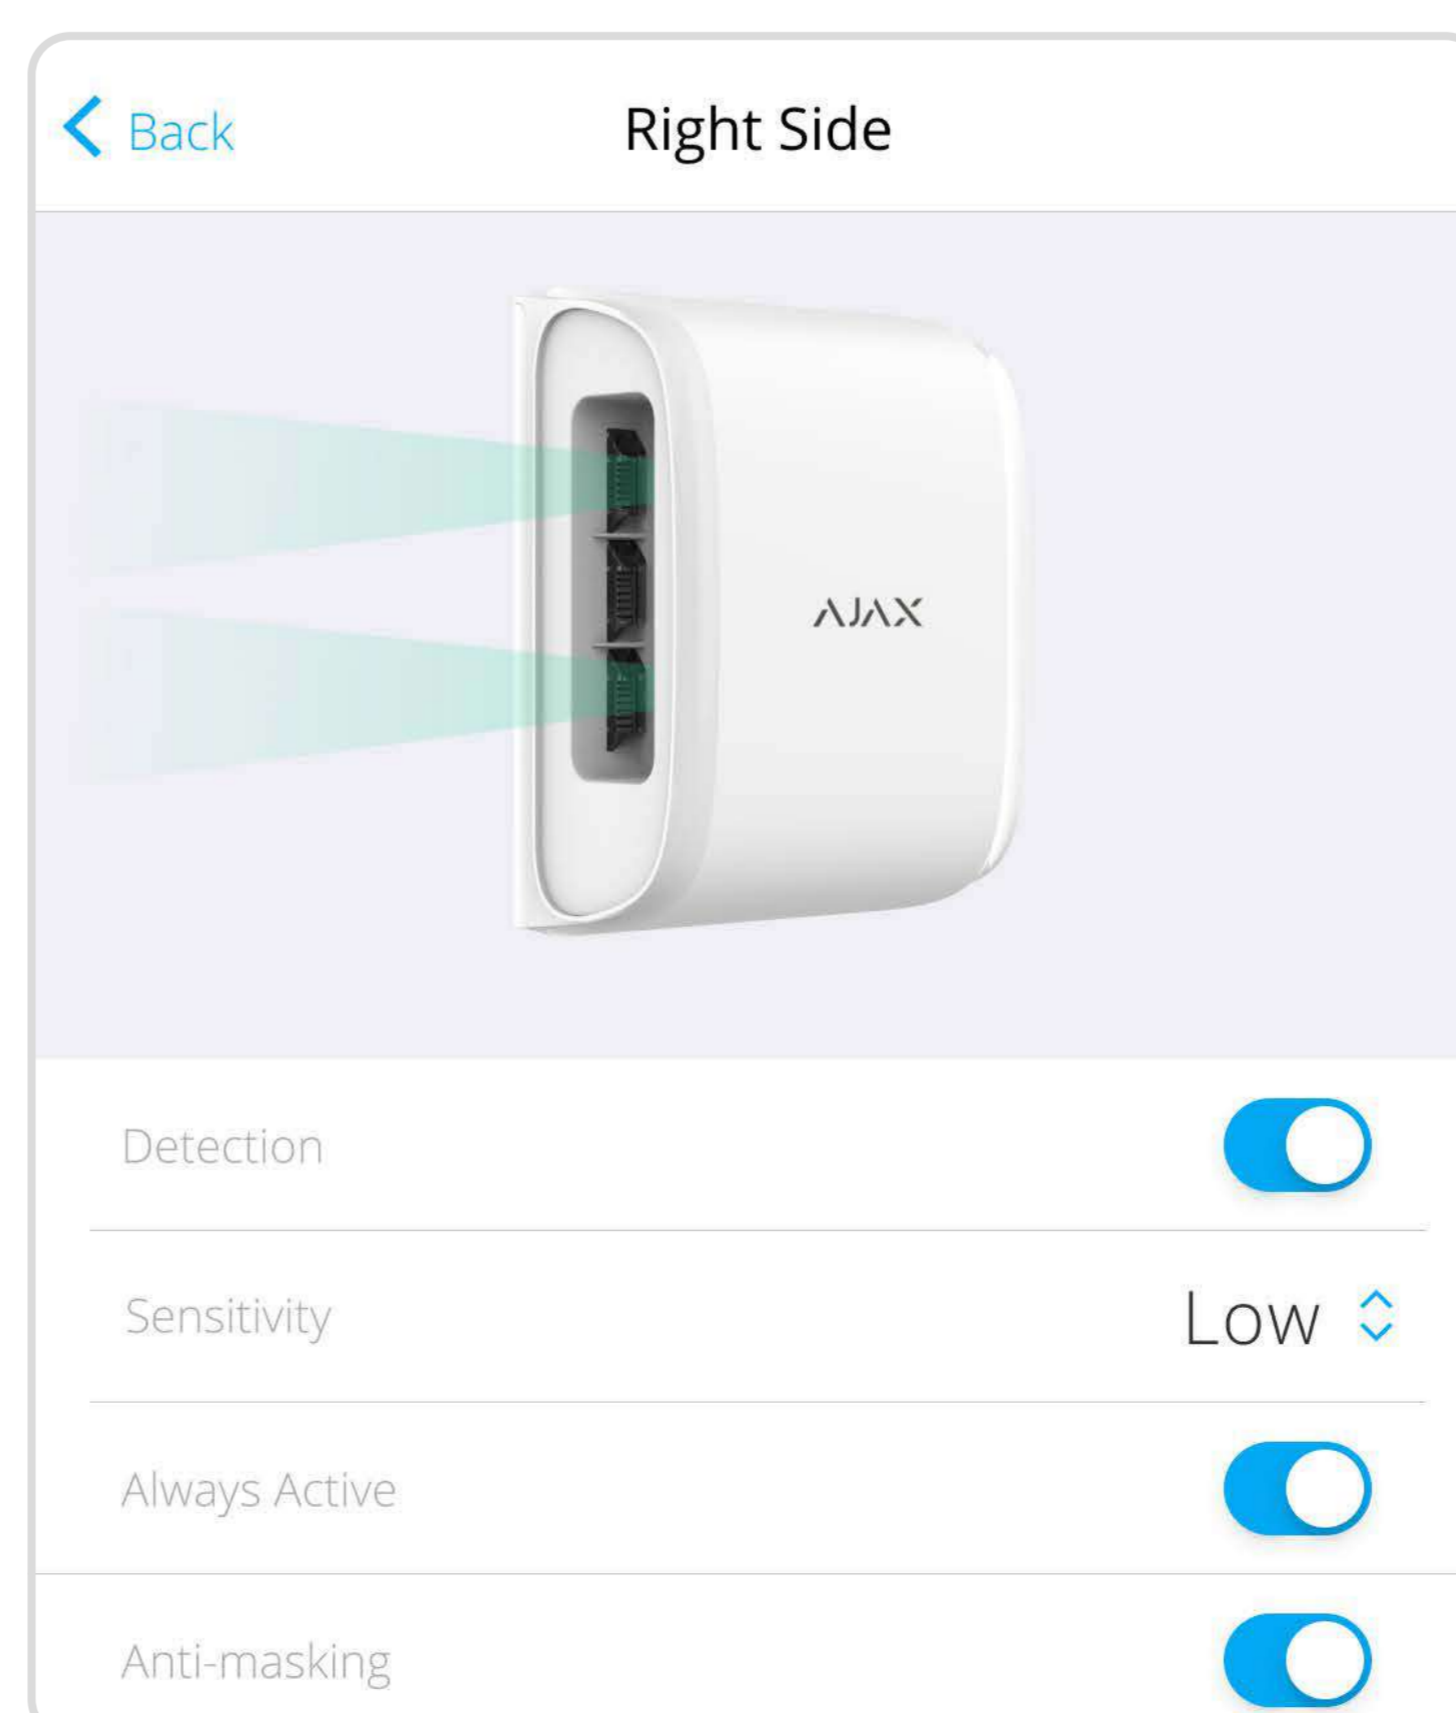 Back
Right Side
AJAX
Detection
Sensitivity
Low
Always Active
Anti-masking